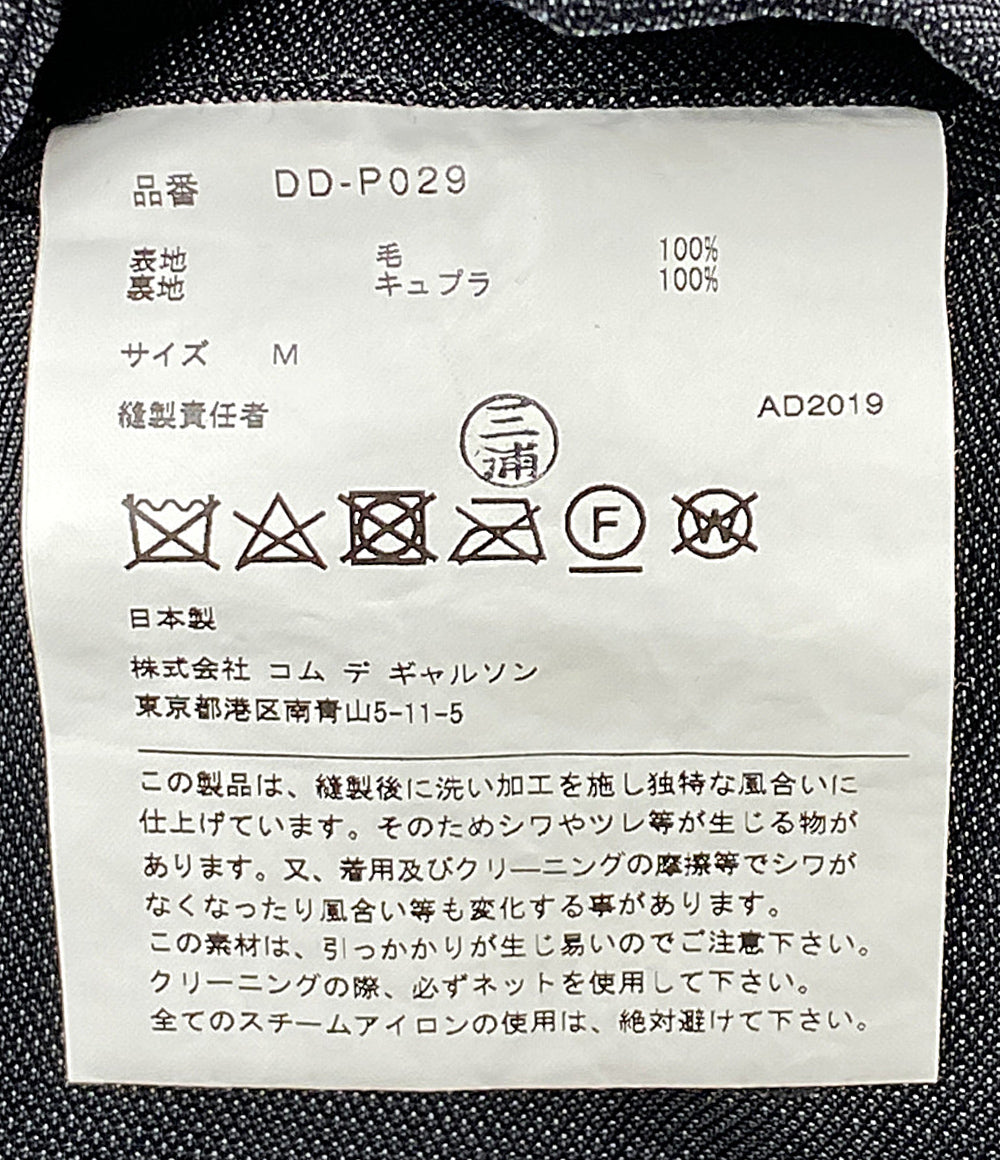 品番 DD-P029
表地 毛 100%
裏地 キュプラ 100%
サイズ M
縫製責任者 三浦 AD2019
F W
日本製
株式会社 コム デ ギャルソン
東京都港区南青山5-11-5
この製品は、縫製後に洗い加工を施し独特な風合いに
仕上げています。そのためシワやツレ等が生じる物が
あります。又、着用及びクリ―ニングの摩擦等でシワが
なくなったり風合い等も変化する事があります。
この素材は、引っかかりが生じ易いのでご注意下さい。
クリーニングの際、必ずネットを使用して下さい。
全てのスチームアイロンの使用は、絶対避けて下さい。